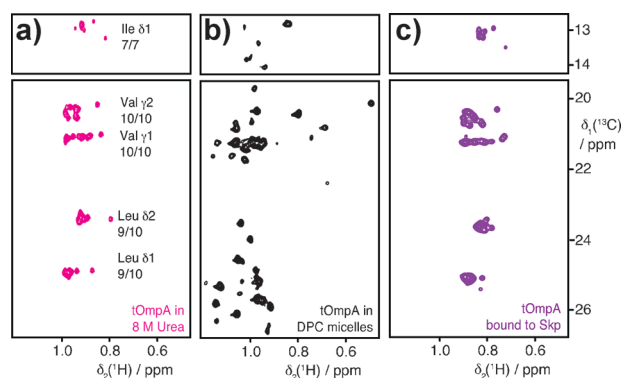 a)
Ile δ1
7/7
Val γ2
10/10
Val γ1
10/10
Leu δ2
9/10
Leu δ1
9/10
tOmpA in
8 M Urea
1.0 0.8 0.6
δ₂(¹H) / ppm
b)
tOmpA in
DPC micelles
1.0 0.8 0.6
δ₂(¹H) / ppm
c)
tOmpA
bound to Skp
1.0 0.8 0.6
δ₂(¹H) / ppm
13
14
20
δ₁(¹³C)
/ ppm
22
24
26